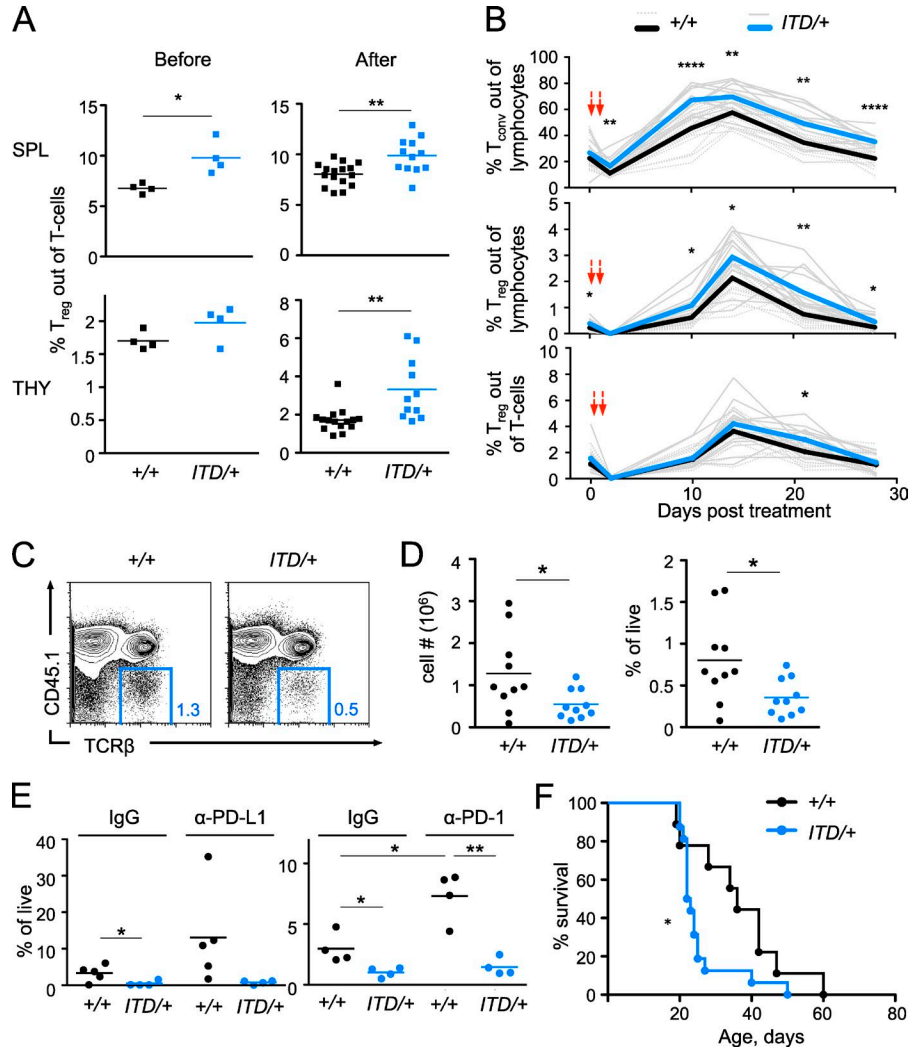 A
Before
After
SPL
THY
% Treg out of T-cells
*
**
15
10
5
0
15
10
5
0
**
2
1.5
1
0.5
0
8
6
4
2
0
+/+
ITD/+
+/+
ITD/+
B
+/+
ITD/+
% Tconv out of
lymphocytes
100
80
60
40
20
0
**
****
**
**
****
% Treg out of
lymphocytes
5
4
3
2
1
0
*
*
*
**
*
% Treg out
of T-cells
10
8
6
4
2
0
*
0
10
20
30
Days post treatment
C
+/+
ITD/+
CD45.1
1.3
0.5
TCRβ
D
cell # (10⁶)
4
3
2
1
0
*
+/+
ITD/+
% of live
2
1.5
1
0.5
0
*
+/+
ITD/+
E
IgG
α-PD-L1
IgG
α-PD-1
% of live
40
30
20
10
0
*
+/+
ITD/+
+/+
ITD/+
10
5
0
*
*
**
+/+
ITD/+
+/+
ITD/+
F
+/+
ITD/+
% survival
100
80
60
40
20
0
*
20
40
60
80
Age, days